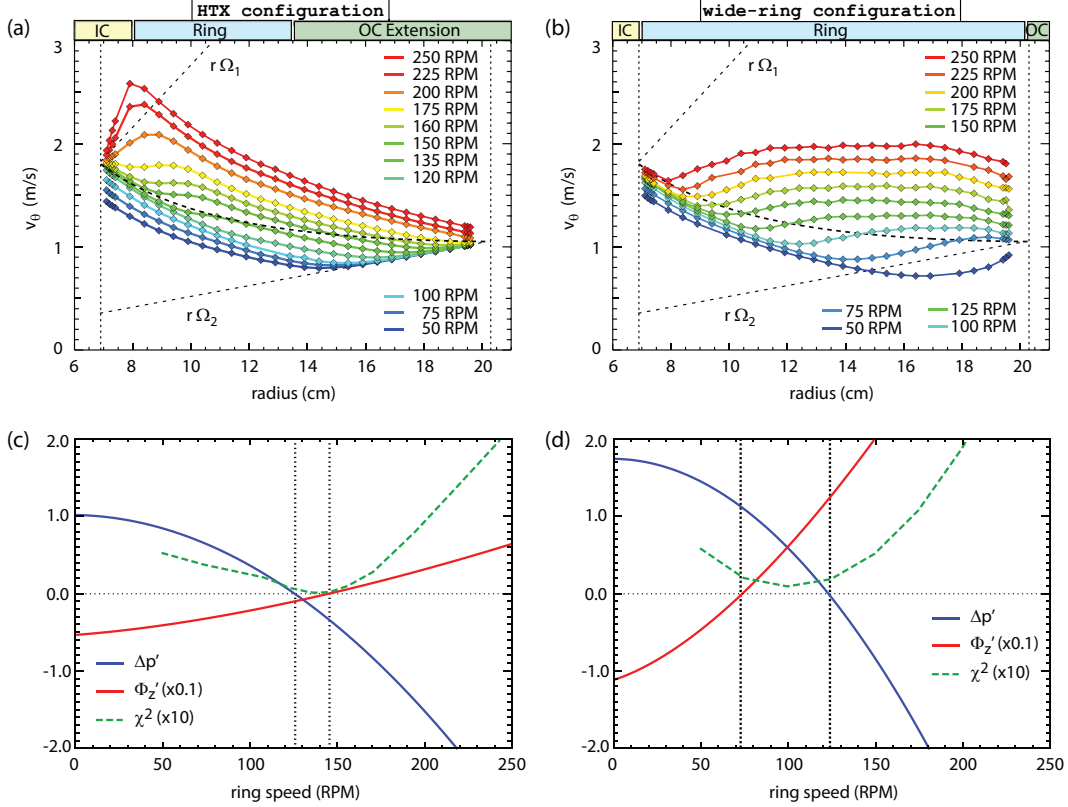 HTX configuration
wide-ring configuration
(a)
IC
Ring
OC Extension
(b)
IC
Ring
OC
3
2
1
0
v_θ (m/s)
r Ω₁
r Ω₂
250 RPM
225 RPM
200 RPM
175 RPM
160 RPM
150 RPM
135 RPM
120 RPM
100 RPM
75 RPM
50 RPM
6 8 10 12 14 16 18 20
radius (cm)
3
2
1
0
v_θ (m/s)
r Ω₁
r Ω₂
250 RPM
225 RPM
200 RPM
175 RPM
150 RPM
75 RPM
50 RPM
125 RPM
100 RPM
6 8 10 12 14 16 18 20
radius (cm)
(c)
2.0
1.0
0.0
-1.0
-2.0
Δp′
Φ_z′ (x0.1)
χ² (x10)
0 50 100 150 200 250
ring speed (RPM)
(d)
2.0
1.0
0.0
-1.0
-2.0
Δp′
Φ_z′ (x0.1)
χ² (x10)
0 50 100 150 200 250
ring speed (RPM)